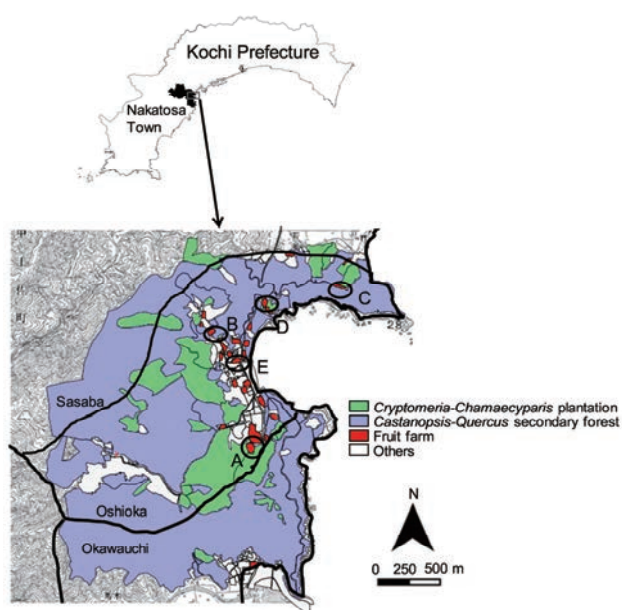 Kochi Prefecture
Nakatosa
Town
C
B
D
28
E
Sasaba
Cryptomeria-Chamaecyparis plantation
Castanopsis-Quercus secondary forest
Fruit farm
Others
A
N
Oshioka
Okawauchi
0 250 500 m